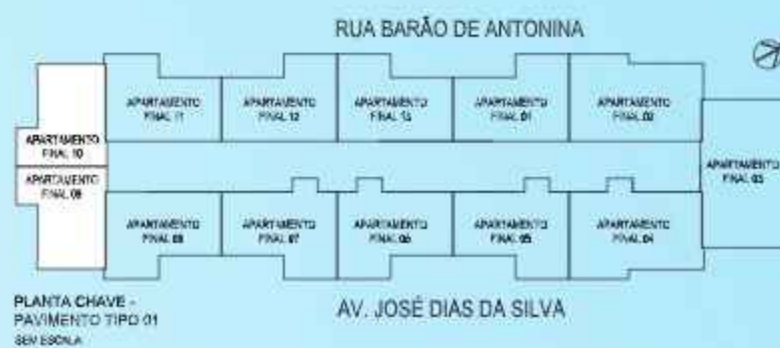 RUA BARÃO DE ANTONINA
APARTAMENTO
FINAL 11
APARTAMENTO
FINAL 12
APARTAMENTO
FINAL 13
APARTAMENTO
FINAL 01
APARTAMENTO
FINAL 02
APARTAMENTO
FINAL 10
APARTAMENTO
FINAL 09
APARTAMENTO
FINAL 03
APARTAMENTO
FINAL 08
APARTAMENTO
FINAL 07
APARTAMENTO
FINAL 06
APARTAMENTO
FINAL 05
APARTAMENTO
FINAL 04
PLANTA CHAVE -
PAVIMENTO TIPO 01
SEM ESCALA
AV. JOSÉ DIAS DA SILVA